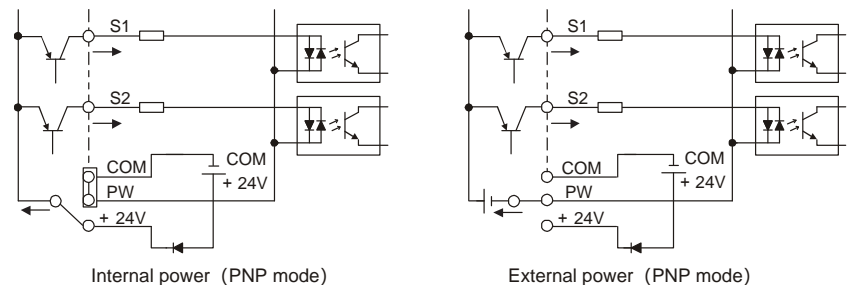 S1
S2
COM
COM
+ 24V
PW
+ 24V
Internal power (PNP mode)
S1
S2
COM
COM
+ 24V
PW
+ 24V
External power (PNP mode)